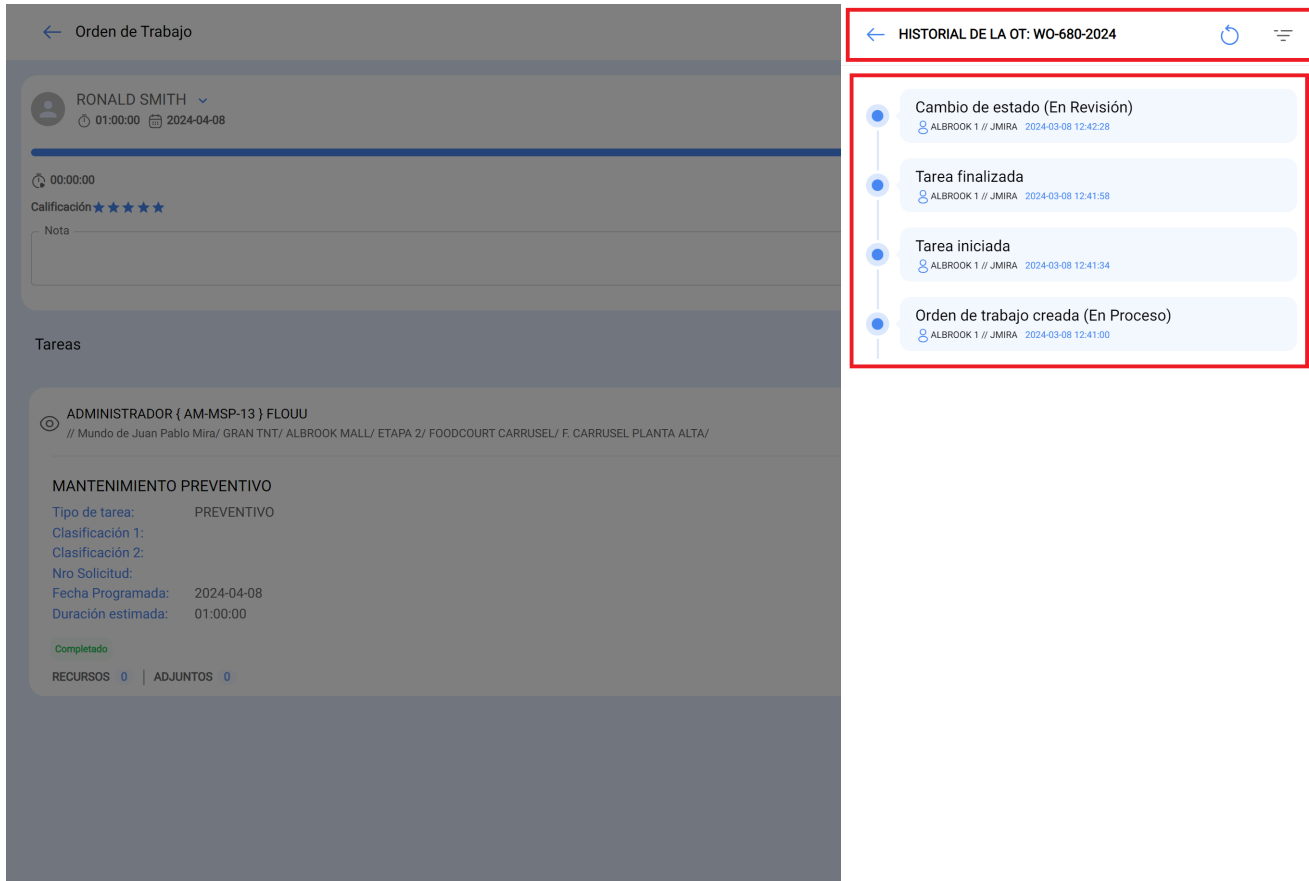 Orden de Trabajo
RONALD SMITH
01:00:00 2024-04-08
00:00:00
Calificación
Nota
Tareas
ADMINISTRADOR { AM-MSP-13 } FLOUU
// Mundo de Juan Pablo Mira/ GRAN TNT/ ALBROOK MALL/ ETAPA 2/ FOODCOURT CARRUSEL/ F. CARRUSEL PLANTA ALTA/
MANTENIMIENTO PREVENTIVO
Tipo de tarea: PREVENTIVO
Clasificación 1:
Clasificación 2:
Nro Solicitud:
Fecha Programada: 2024-04-08
Duración estimada: 01:00:00
Completado
RECURSOS 0 | ADJUNTOS 0
HISTORIAL DE LA OT: WO-680-2024
Cambio de estado (En Revisión)
ALBROOK 1 // JMIRA 2024-03-08 12:42:28
Tarea finalizada
ALBROOK 1 // JMIRA 2024-03-08 12:41:58
Tarea iniciada
ALBROOK 1 // JMIRA 2024-03-08 12:41:34
Orden de trabajo creada (En Proceso)
ALBROOK 1 // JMIRA 2024-03-08 12:41:00